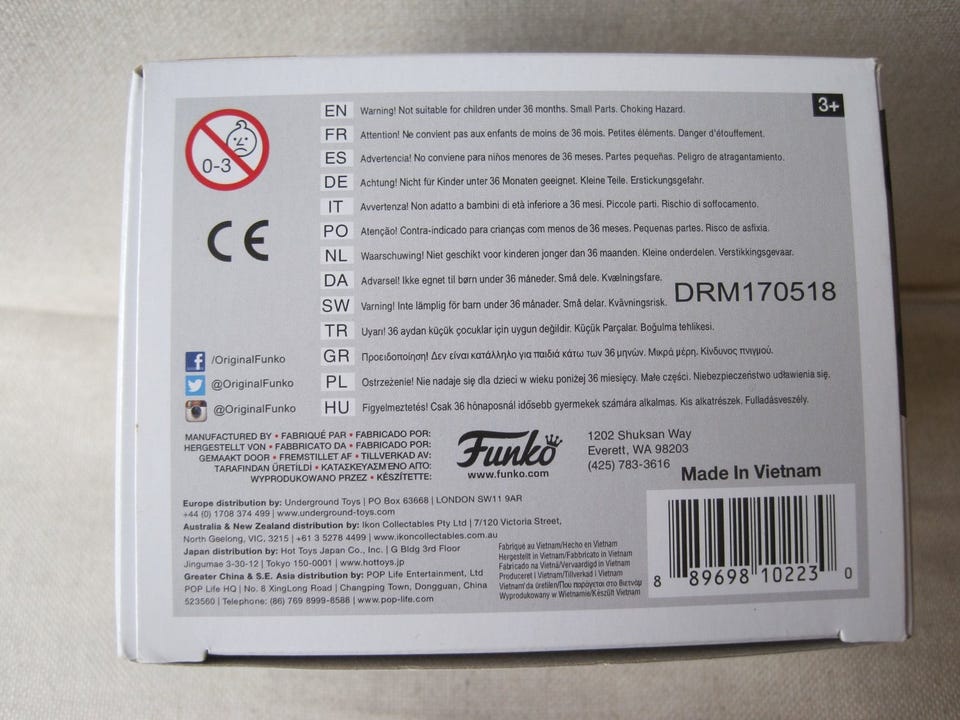 0-3
CE
3+
EN Warning! Not suitable for children under 36 months. Small Parts. Choking Hazard.
FR Attention! Ne convient pas aux enfants de moins de 36 mois. Petites éléments. Danger d'étouffement.
ES Advertencia! No conviene para niños menores de 36 meses. Partes pequeñas. Peligro de atragantamiento.
DE Achtung! Nicht für Kinder unter 36 Monaten geeignet. Kleine Teile. Erstickungsgefahr.
IT Avvertenza! Non adatto a bambini di età inferiore a 36 mesi. Piccole parti. Rischio di soffocamento.
PO Atenção! Contra-indicado para crianças com menos de 36 meses. Pequenas partes. Risco de asfixia.
NL Waarschuwing! Niet geschikt voor kinderen jonger dan 36 maanden. Kleine onderdelen. Verstikkingsgevaar.
DA Advarsel! Ikke egnet til børn under 36 måneder. Små dele. Kvælningsfare.
SW Varning! Inte lämplig för barn under 36 månader. Små delar. Kvävningsrisk.
DRM170518
TR Uyarı! 36 aydan küçük çocuklar için uygun değildir. Küçük Parçalar. Boğulma tehlikesi.
GR Προειδοποίηση! Δεν είναι κατάλληλο για παιδιά κάτω των 36 μηνών. Μικρά μέρη. Κίνδυνος πνιγμού.
PL Ostrzeżenie! Nie nadaje się dla dzieci w wieku poniżej 36 miesięcy. Małe części. Niebezpieczeństwo udławienia się.
HU Figyelmeztetés! Csak 36 hónaposnál idősebb gyermekek számára alkalmas. Kis alkatrészek. Fulladásveszély.
/OriginalFunko
@OriginalFunko
@OriginalFunko
MANUFACTURED BY • FABRIQUÉ PAR • FABRICADO POR:
HERGESTELLT VON • FABBRICATO DA • FABRICADO POR:
GEMAAKT DOOR • FREMSTILLET AF • TILLVERKAD AV:
TARAFINDAN ÜRETİLDİ • ΚΑΤΑΣΚΕΥΑΣΜΕΝΟ ΑΠΟ:
WYPRODUKOWANO PRZEZ • KÉSZÍTETTE:
Funko
www.funko.com
1202 Shuksan Way
Everett, WA 98203
(425) 783-3616
Made In Vietnam
Europe distribution by: Underground Toys | PO Box 63668 | LONDON SW11 9AR
+44 (0) 1708 374 499 | www.underground-toys.com
Australia & New Zealand distribution by: Ikon Collectables Pty Ltd | 7/120 Victoria Street,
North Geelong, VIC, 3215 | +61 3 5278 4499 | www.ikoncollectables.com.au
Japan distribution by: Hot Toys Japan Co., Inc. | G Bldg 3rd Floor
Jingumae 3-30-12 | Tokyo 150-0001 | www.hottoys.jp
Greater China & S.E. Asia distribution by: POP Life Entertainment, Ltd
POP Life HQ | No. 8 XingLong Road | Changping Town, Dongguan, China
523560 | Telephone: (86) 769 8999-8588 | www.pop-life.com
Fabriqué au Vietnam/Hecho en Vietnam
Hergestellt in Vietnam/Fabbricato in Vietnam
Fabricado na Vietnã/Vervaardigd in Vietnam
Produceret i Vietnam/Tillverkad i Vietnam
Vietnam'da üretilen/Που παράγεται στο Βιετνάμ
Wyprodukowany w Wietnamie/Készült Vietnam
8 89698 10223 0